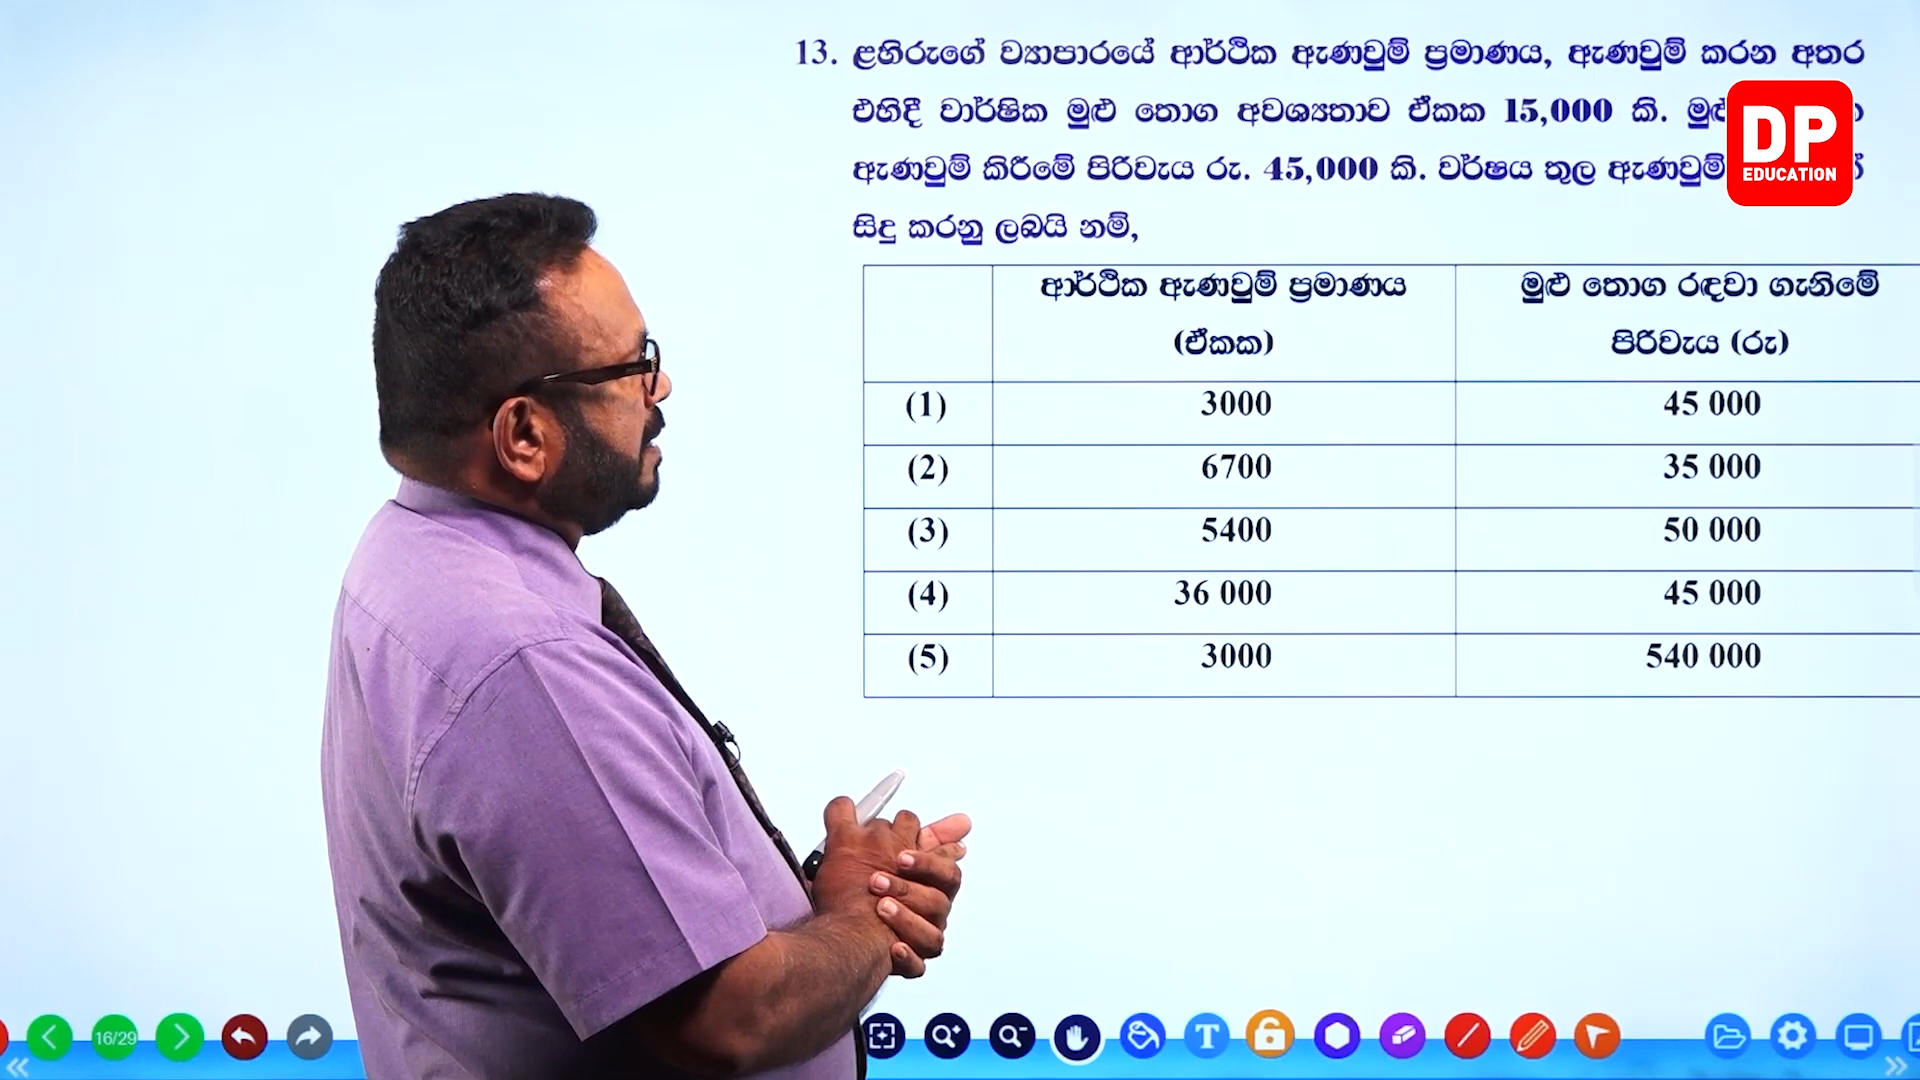 13. ළහිරුගේ ව්‍යාපාරයේ ආර්ථික ඇණවුම් ප්‍රමාණය, ඇණවුම් කරන අතර
එහිදී වාර්ෂික මුළු තොග අවශ්‍යතාව ඒකක 15,000 කි.
ඇණවුම් කිරීමේ පිරිවැය රු. 45,000 කි. වර්ෂය තුල ඇණවුම්
සිදු කරනු ලබයි නම්,
DP
EDUCATION
ආර්ථික ඇණවුම් ප්‍රමාණය (ඒකක) මුළු තොග රඳවා ගැනිමේ පිරිවැය (රු)
(1) 3000 45 000
(2) 6700 35 000
(3) 5400 50 000
(4) 36 000 45 000
(5) 3000 540 000
16/29
T